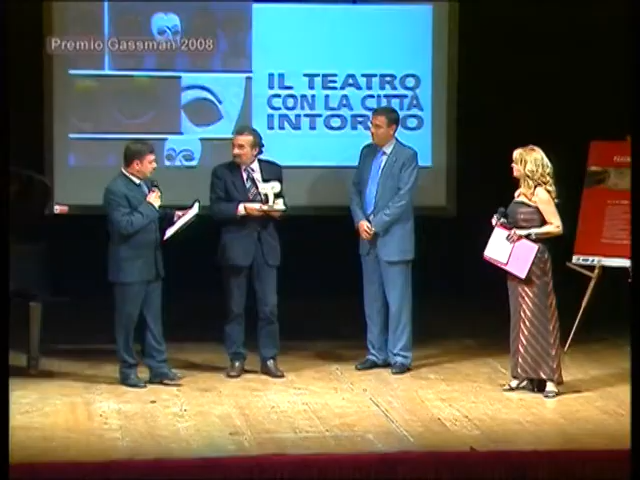 Premio Gassman 2008
IL TEATRO
CON LA CITTÀ
INTORNO